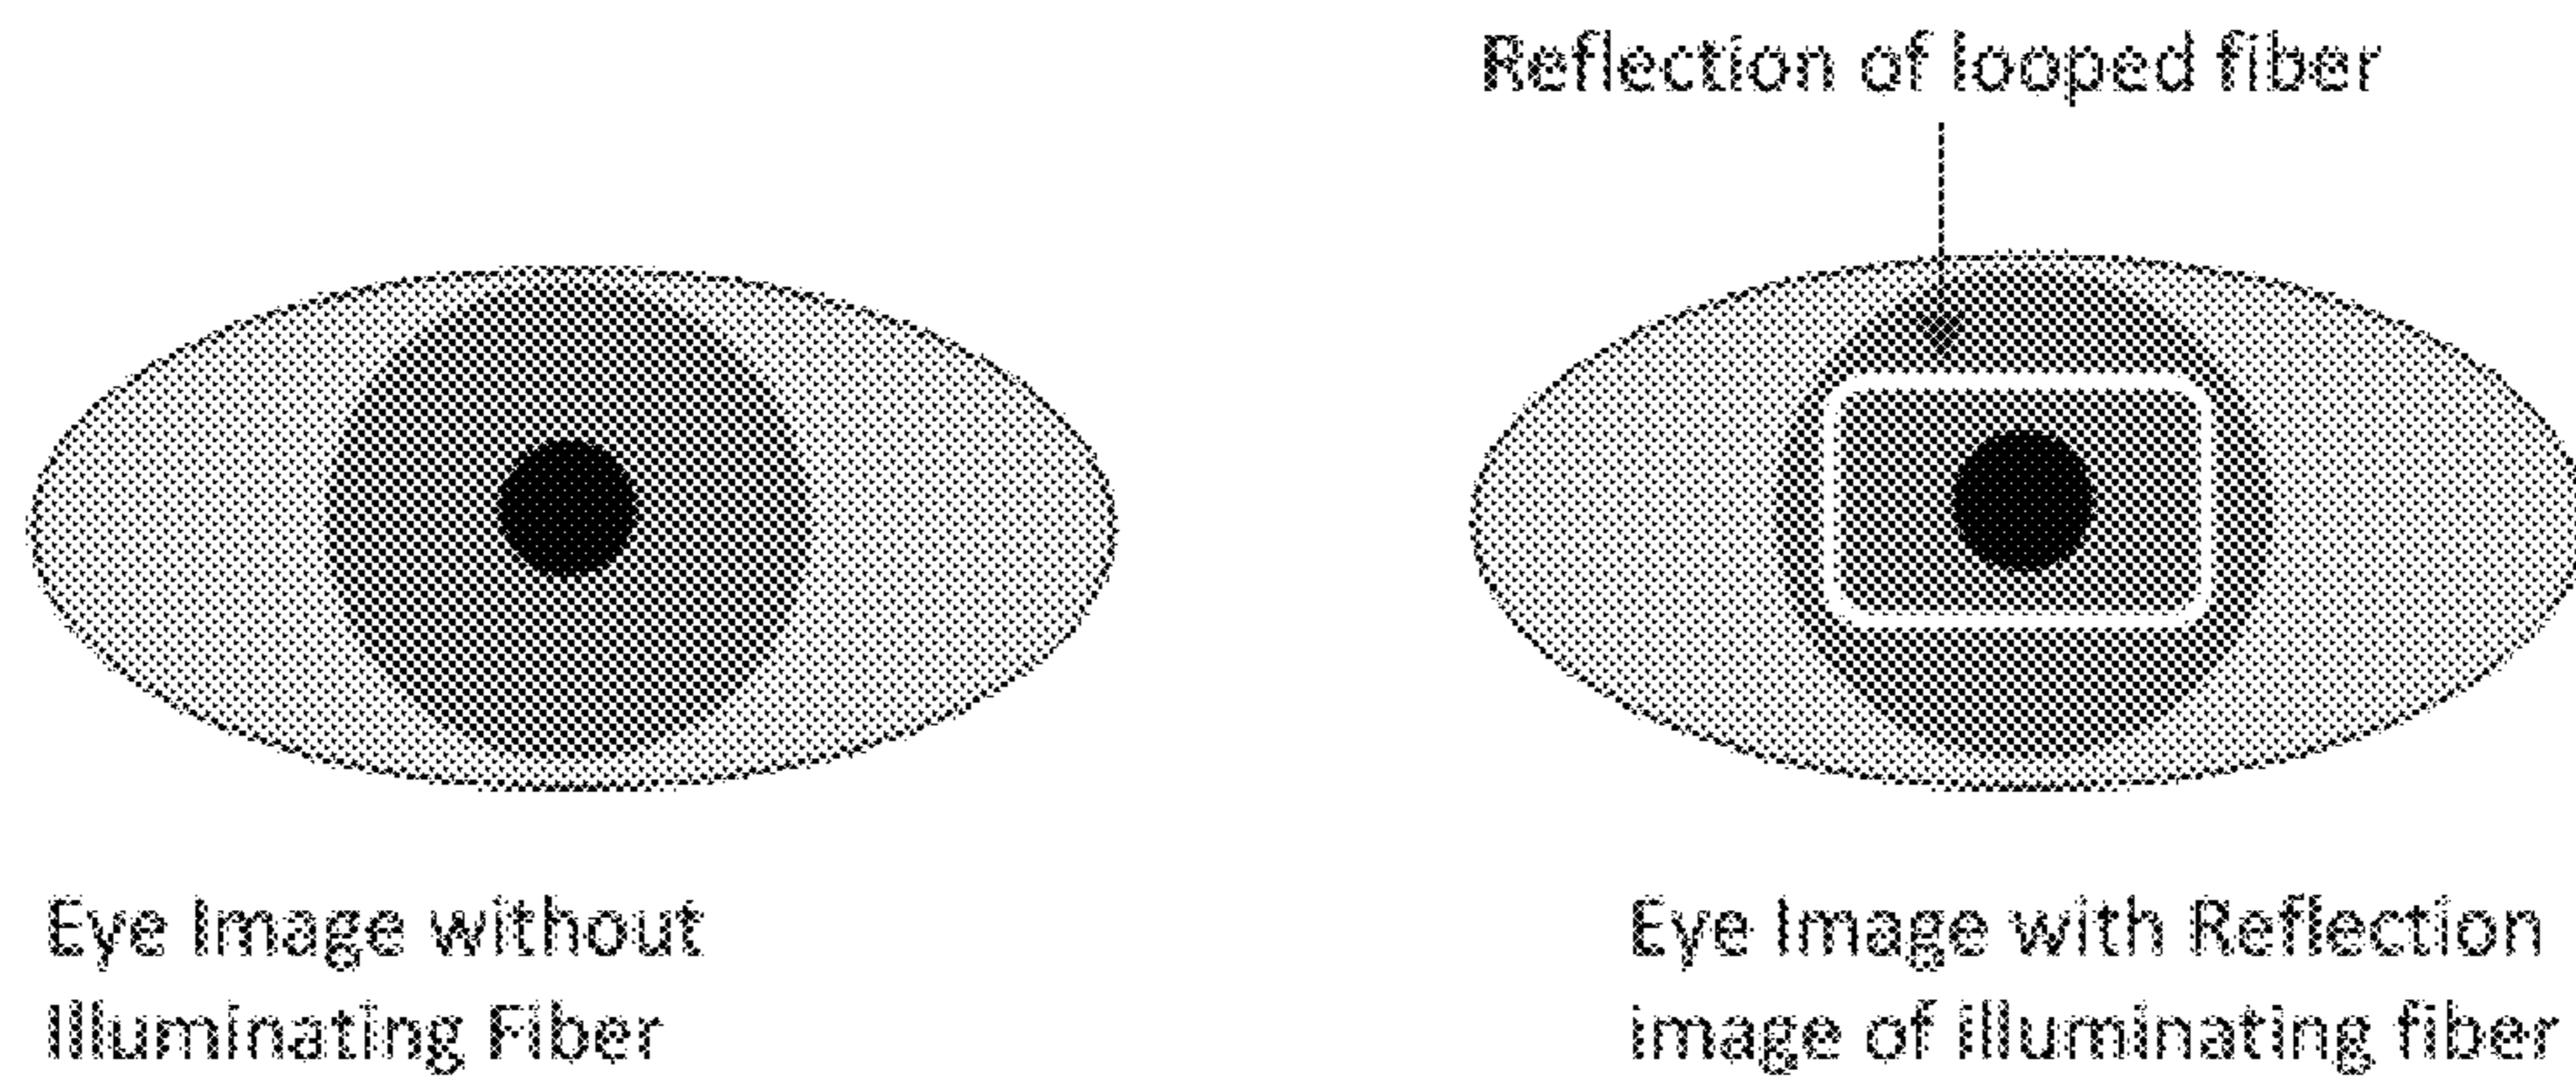 Reflection of looped fiber
Eye Image without
Illuminating Fiber
Eye Image with Reflection
image of illuminating fiber